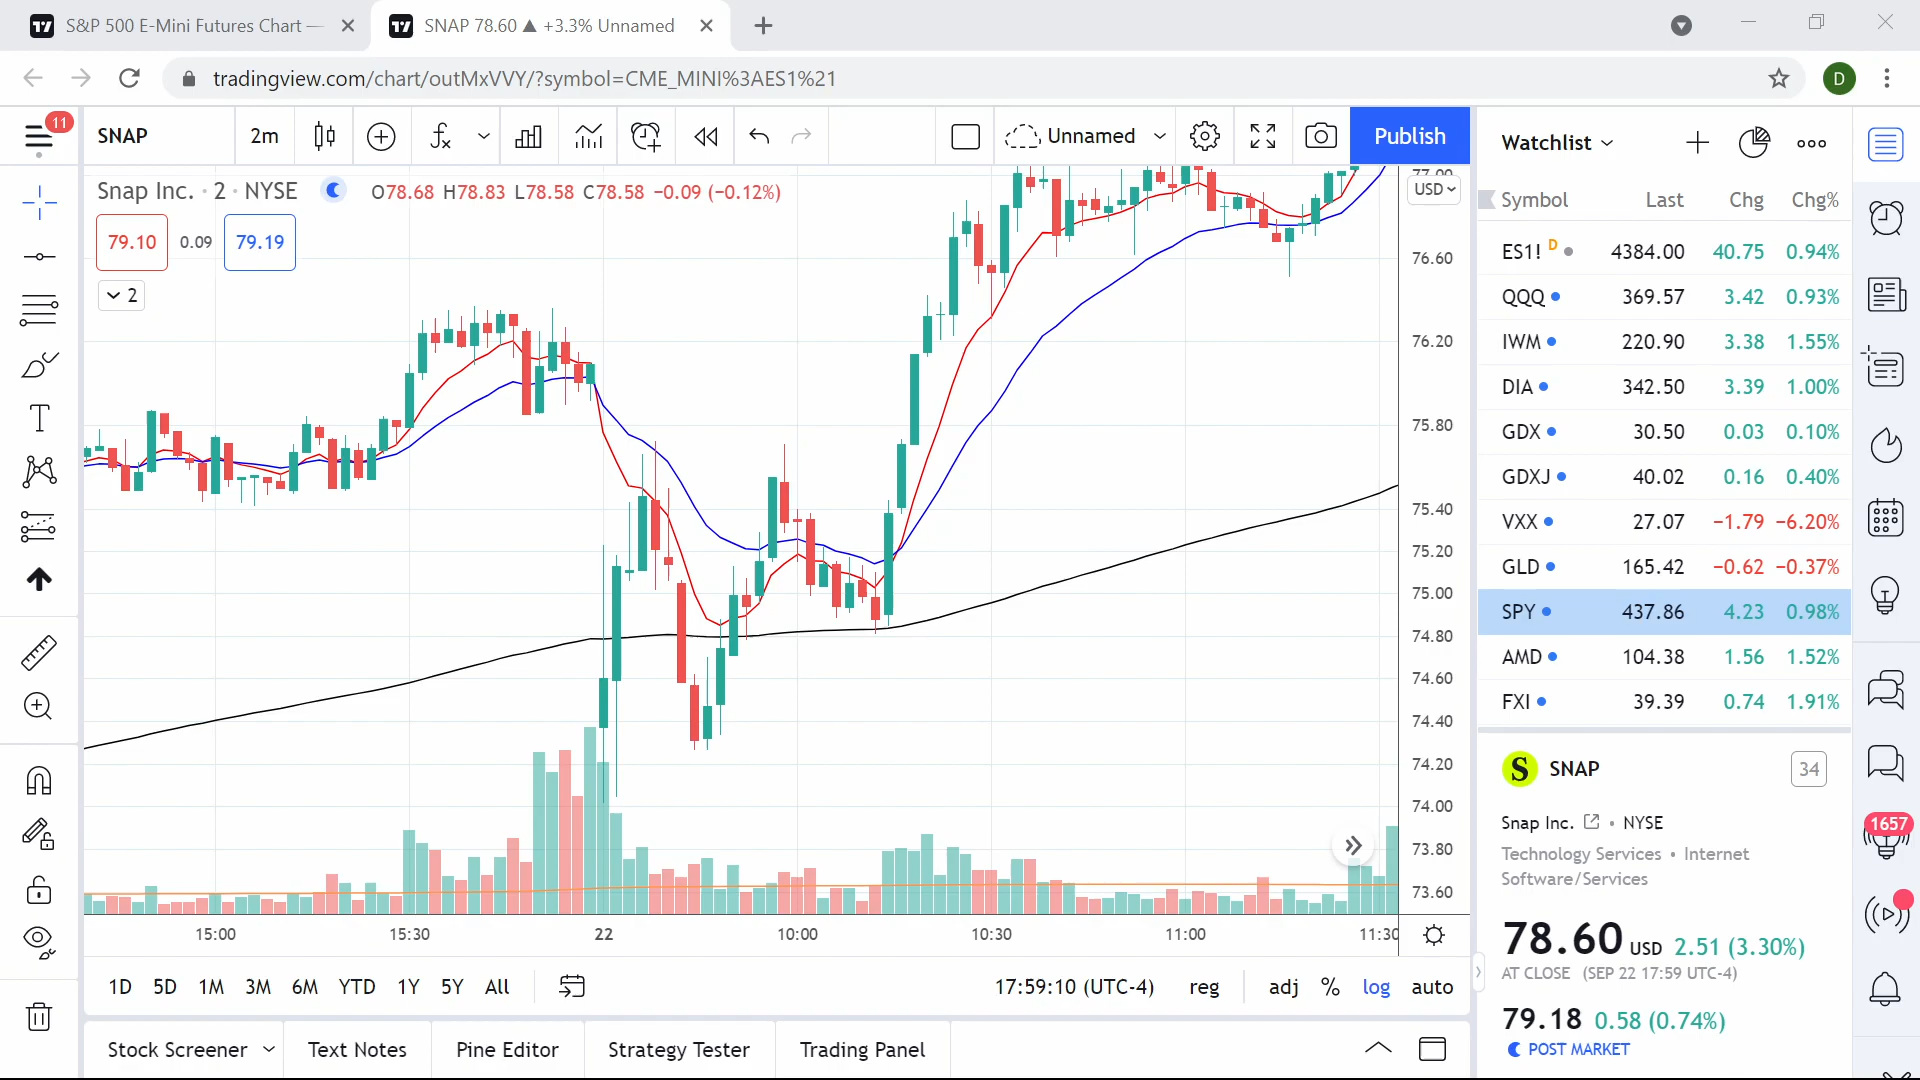 S&P 500 E-Mini Futures Chart —
SNAP 78.60 ▲ +3.3% Unnamed
tradingview.com/chart/outMxVVY/?symbol=CME_MINI%3AES1%21
D
11
SNAP
2m
Unnamed
Publish
Snap Inc. · 2 · NYSE
O78.68 H78.83 L78.58 C78.58 −0.09 (−0.12%)
79.10
0.09
79.19
2
77.00
USD
76.60
76.20
75.80
75.40
75.20
75.00
74.80
74.60
74.40
74.20
74.00
73.80
73.60
15:00
15:30
22
10:00
10:30
11:00
11:30
1D 5D 1M 3M 6M YTD 1Y 5Y All
17:59:10 (UTC-4)
reg
adj % log auto
Stock Screener
Text Notes
Pine Editor
Strategy Tester
Trading Panel
Watchlist
Symbol Last Chg Chg%
ES1! D 4384.00 40.75 0.94%
QQQ 369.57 3.42 0.93%
IWM 220.90 3.38 1.55%
DIA 342.50 3.39 1.00%
GDX 30.50 0.03 0.10%
GDXJ 40.02 0.16 0.40%
VXX 27.07 −1.79 −6.20%
GLD 165.42 −0.62 −0.37%
SPY 437.86 4.23 0.98%
AMD 104.38 1.56 1.52%
FXI 39.39 0.74 1.91%
S SNAP
34
Snap Inc. • NYSE
Technology Services • Internet
Software/Services
78.60 USD 2.51 (3.30%)
AT CLOSE (SEP 22 17:59 UTC-4)
79.18 0.58 (0.74%)
POST MARKET
1657